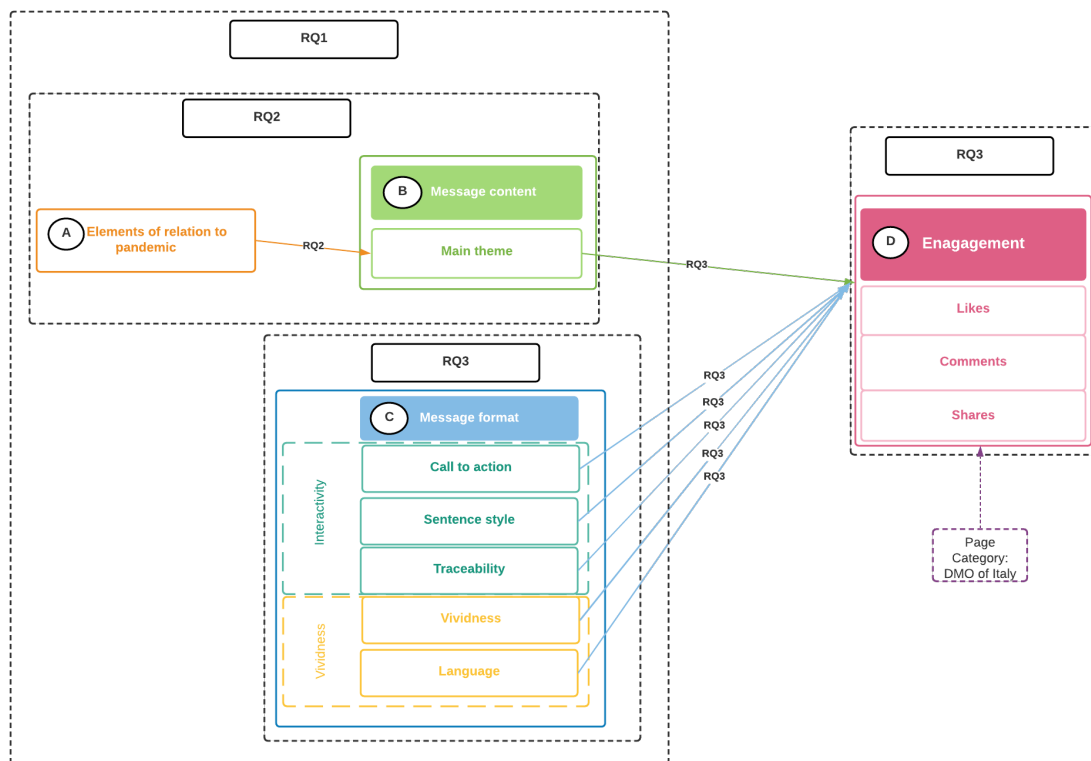 RQ1
RQ2
B
Message content
A
Elements of relation to
pandemic
RQ2
Main theme
RQ3
RQ3
D
Enagagement
Likes
Comments
Shares
RQ3
C
Message format
Interactivity
Call to action
Sentence style
Traceability
Vividness
Vividness
Language
RQ3
RQ3
RQ3
RQ3
RQ3
Page
Category:
DMO of Italy